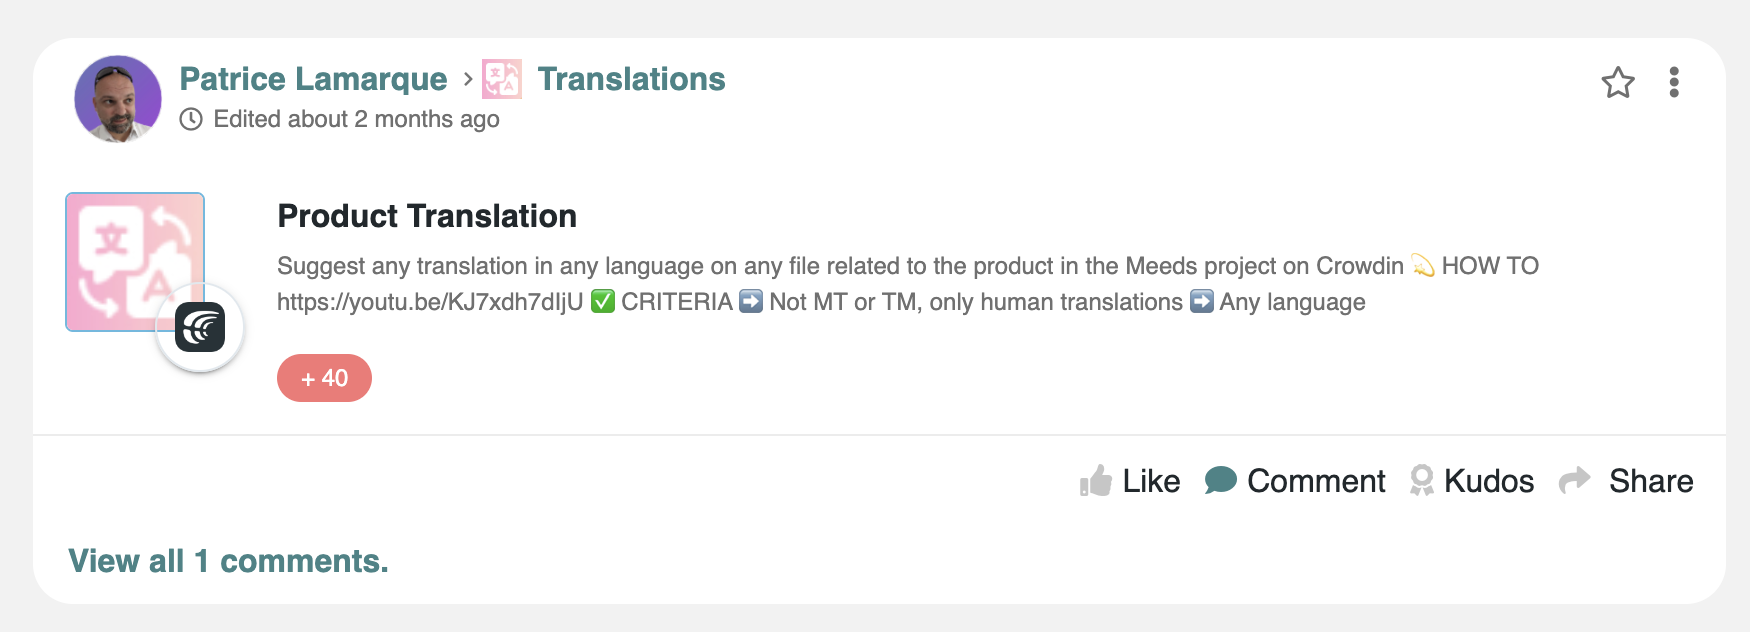 Patrice Lamarque › Translations
Edited about 2 months ago
Product Translation
Suggest any translation in any language on any file related to the product in the Meeds project on Crowdin 💫 HOW TO
https://youtu.be/KJ7xdh7dIjU ✅ CRITERIA ➡️ Not MT or TM, only human translations ➡️ Any language
+ 40
Like Comment Kudos Share
View all 1 comments.